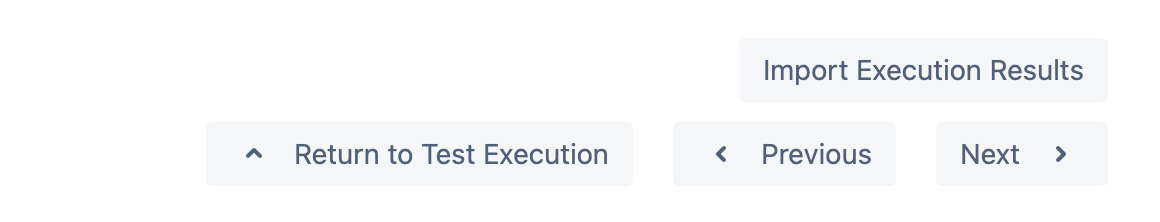 Import Execution Results
Return to Test Execution Previous Next